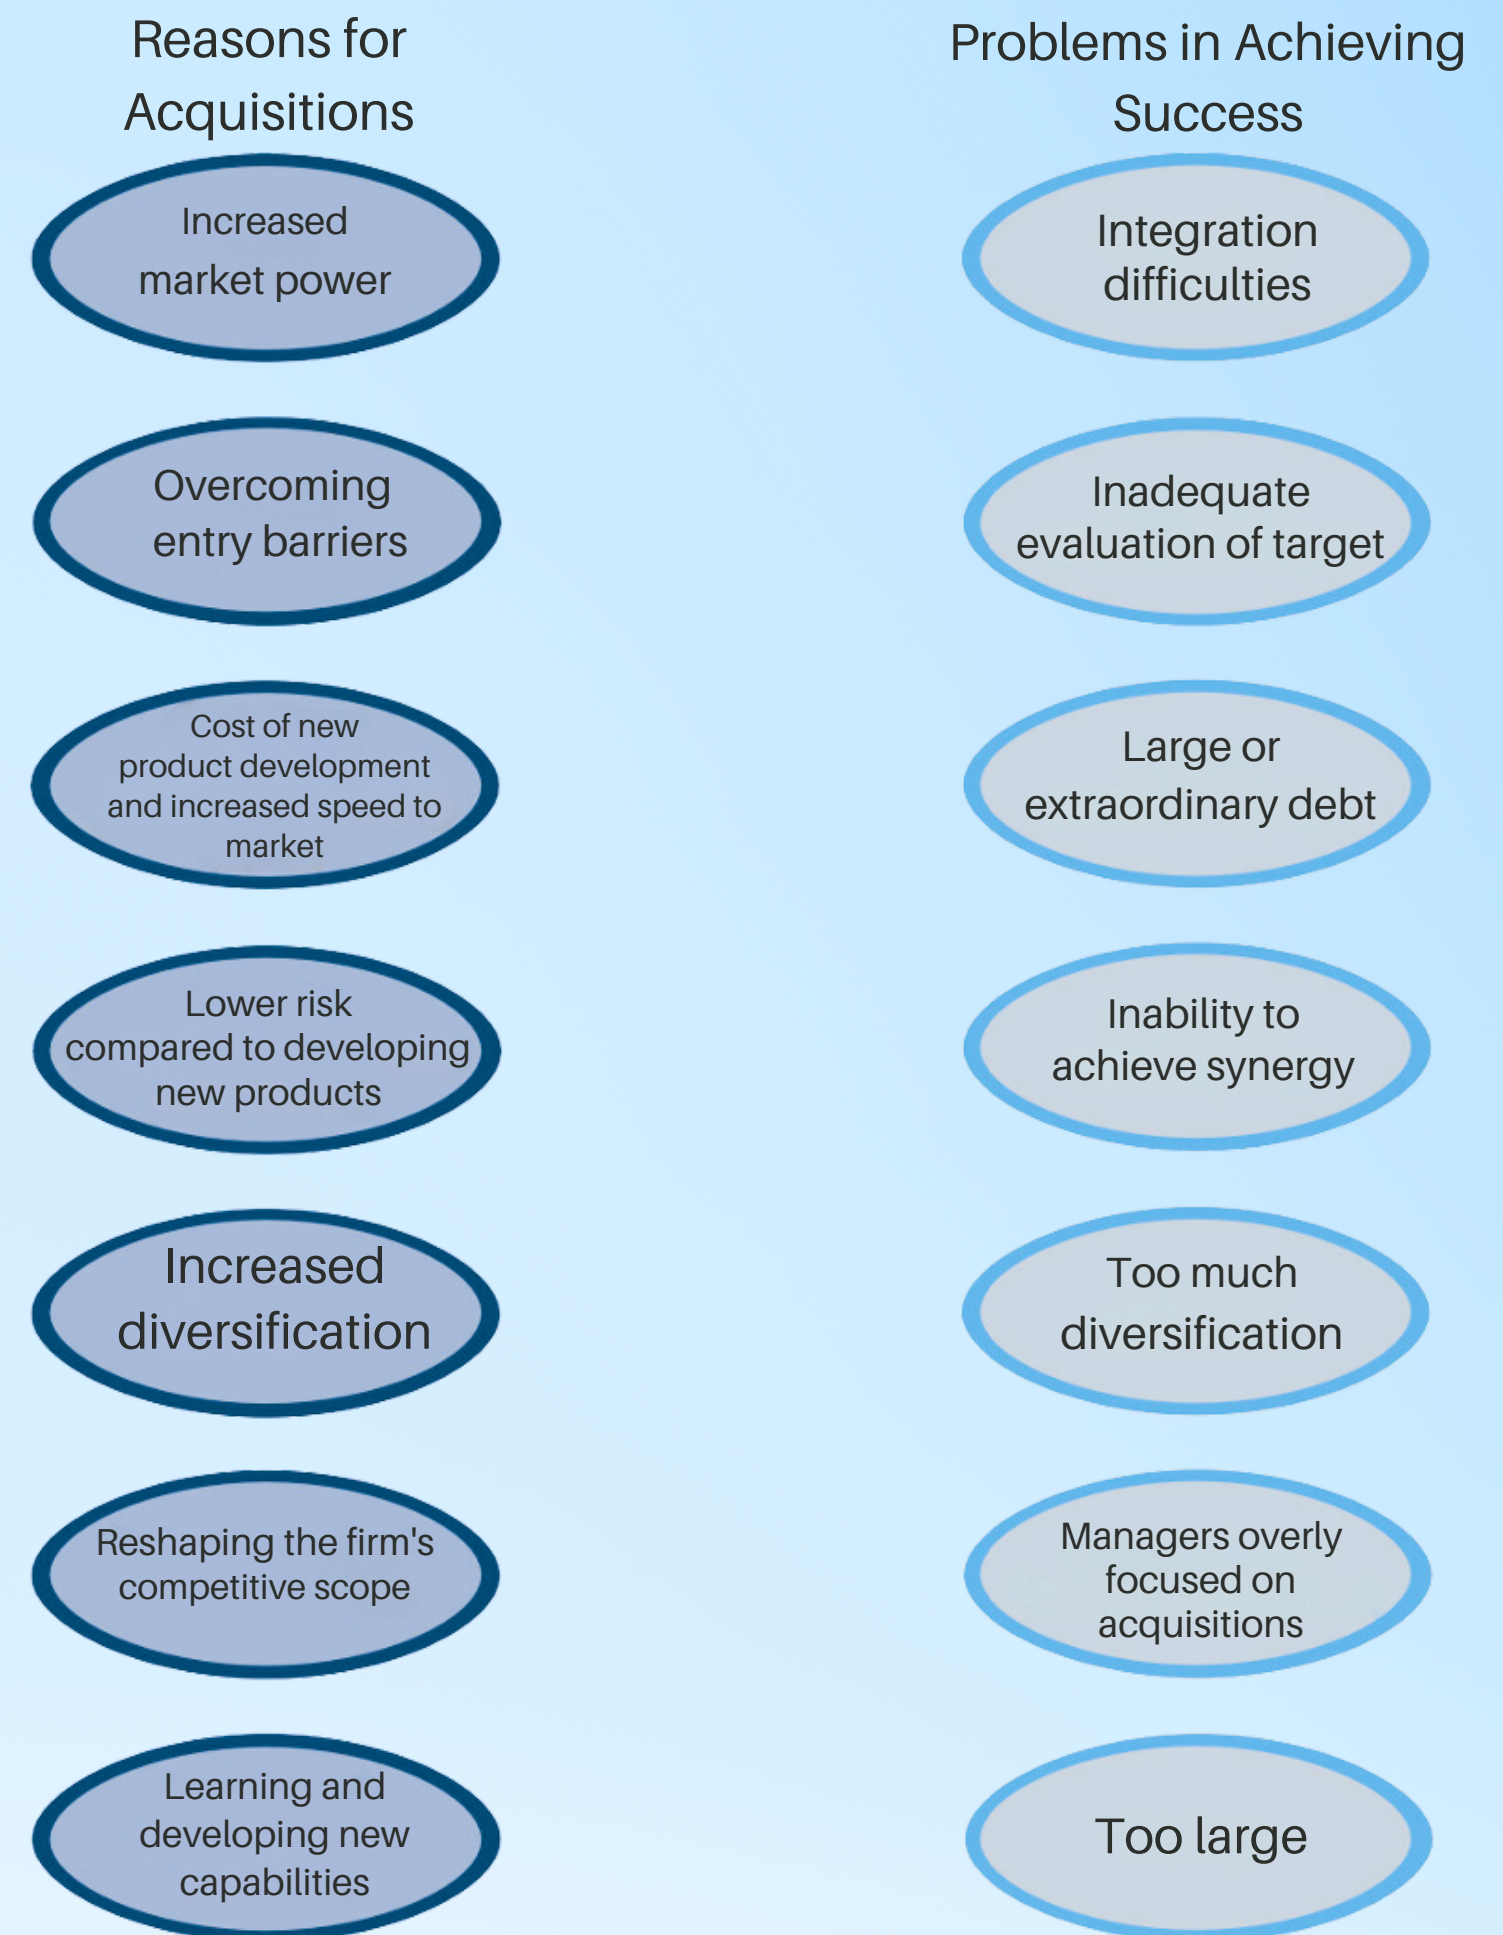 Reasons for
Acquisitions
Increased
market power
Overcoming
entry barriers
Cost of new
product development
and increased speed to
market
Lower risk
compared to developing
new products
Increased
diversification
Reshaping the firm's
competitive scope
Learning and
developing new
capabilities
Problems in Achieving
Success
Integration
difficulties
Inadequate
evaluation of target
Large or
extraordinary debt
Inability to
achieve synergy
Too much
diversification
Managers overly
focused on
acquisitions
Too large